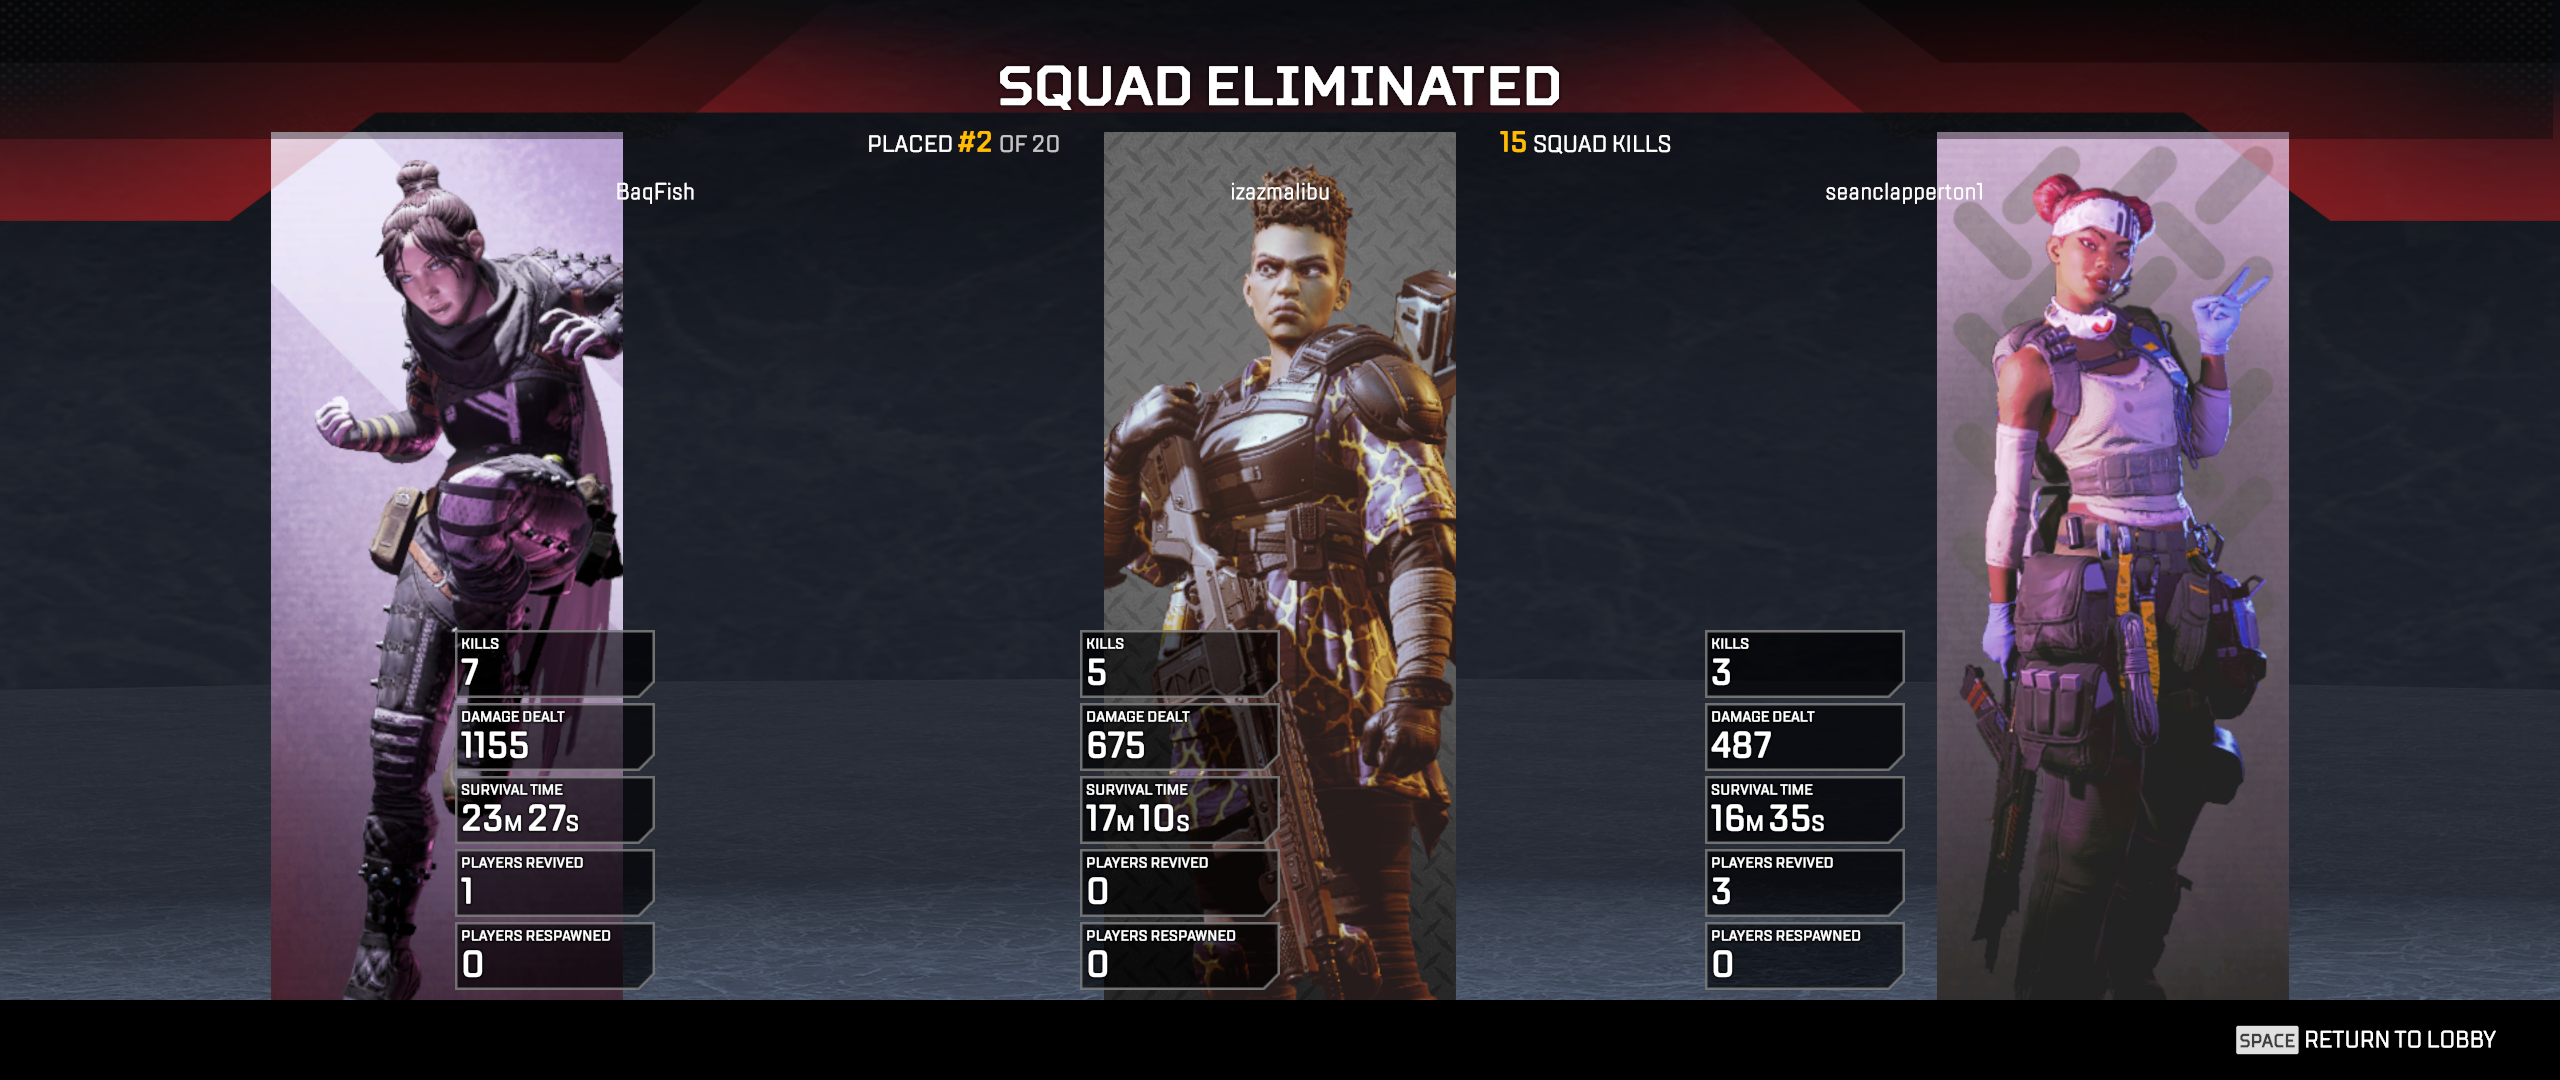 SQUAD ELIMINATED
PLACED #2 OF 20
15 SQUAD KILLS
BaqFish
izazmalibu
seanclapperton1
KILLS
7
DAMAGE DEALT
1155
SURVIVAL TIME
23M 27S
PLAYERS REVIVED
1
PLAYERS RESPAWNED
0
KILLS
5
DAMAGE DEALT
675
SURVIVAL TIME
17M 10S
PLAYERS REVIVED
0
PLAYERS RESPAWNED
0
KILLS
3
DAMAGE DEALT
487
SURVIVAL TIME
16M 35S
PLAYERS REVIVED
3
PLAYERS RESPAWNED
0
SPACE RETURN TO LOBBY